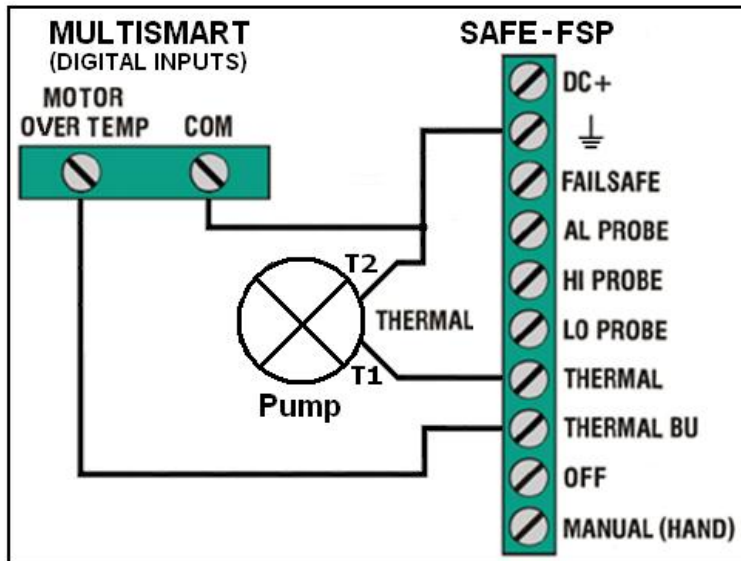 MULTISMART
(DIGITAL INPUTS)
MOTOR
OVER TEMP
COM
T2
THERMAL
T1
Pump
SAFE-FSP
DC+
⏚
FAILSAFE
AL PROBE
HI PROBE
LO PROBE
THERMAL
THERMAL BU
OFF
MANUAL (HAND)